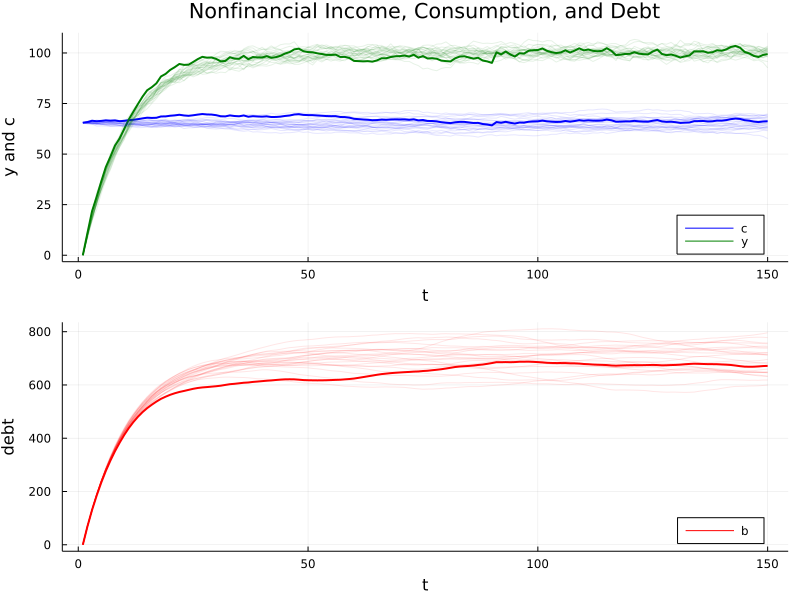 Nonfinancial Income, Consumption, and Debt
100
75
50
25
0
y and c
c
y
0 50 100 150
t
800
600
400
200
0
debt
b
0 50 100 150
t